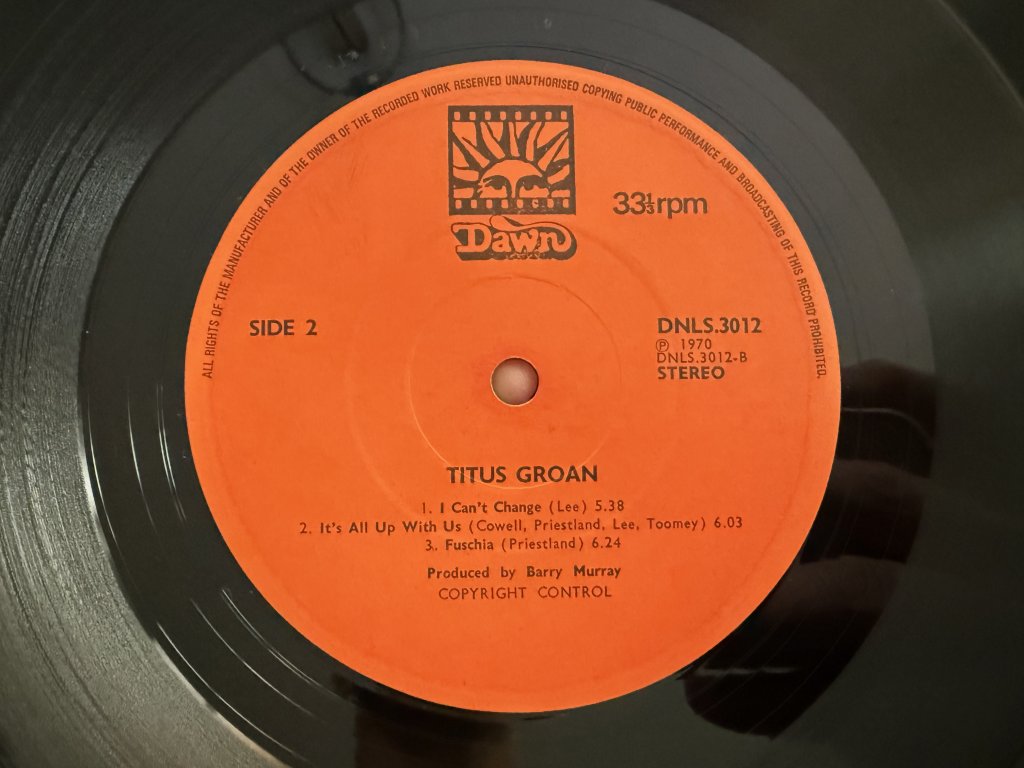 ALL RIGHTS OF THE MANUFACTURER AND OF THE OWNER OF THE RECORDED WORK RESERVED UNAUTHORISED COPYING PUBLIC PERFORMANCE AND BROADCASTING OF THIS RECORD PROHIBITED.
Dawn
33⅓rpm
SIDE 2
DNLS.3012
Ⓟ 1970
DNLS.3012-B
STEREO
TITUS GROAN
1. I Can't Change (Lee) 5.38
2. It's All Up With Us (Cowell, Priestland, Lee, Toomey) 6.03
3. Fuschia (Priestland) 6.24
Produced by Barry Murray
COPYRIGHT CONTROL